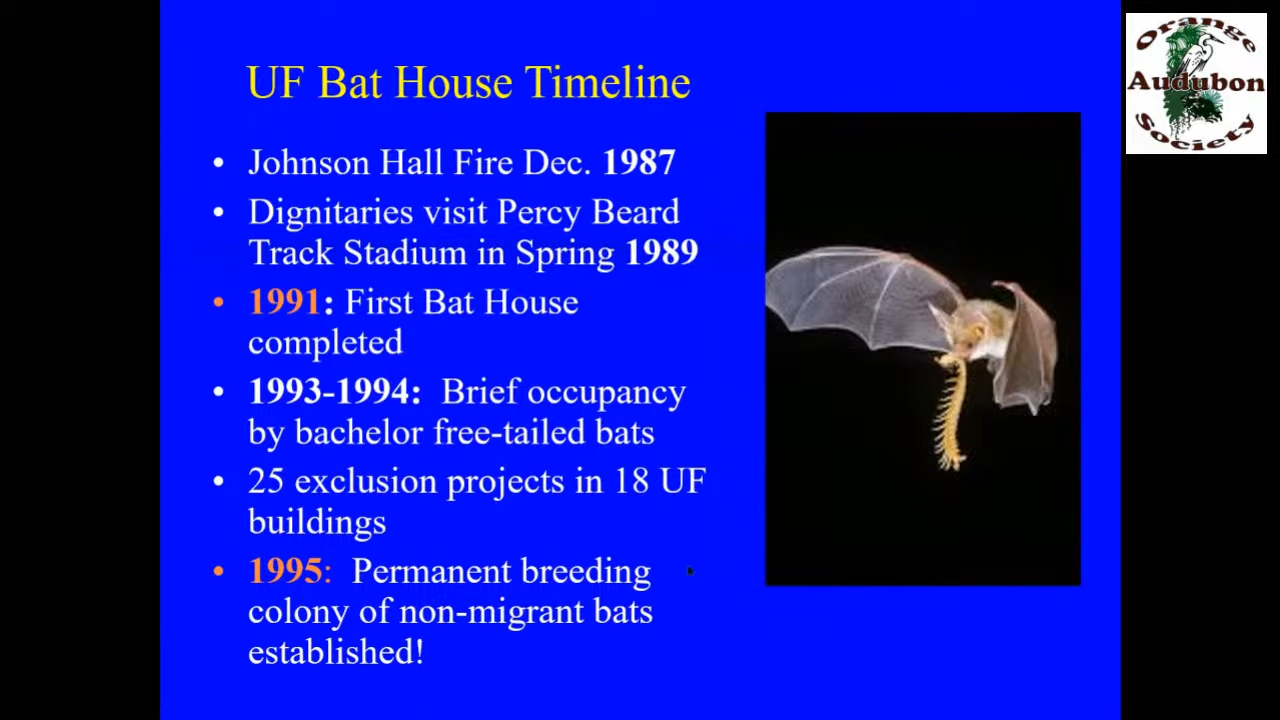 UF Bat House Timeline
• Johnson Hall Fire Dec. 1987
• Dignitaries visit Percy Beard
Track Stadium in Spring 1989
• 1991: First Bat House
completed
• 1993-1994: Brief occupancy
by bachelor free-tailed bats
• 25 exclusion projects in 18 UF
buildings
• 1995: Permanent breeding
colony of non-migrant bats
established!
Orange
Audubon
Society